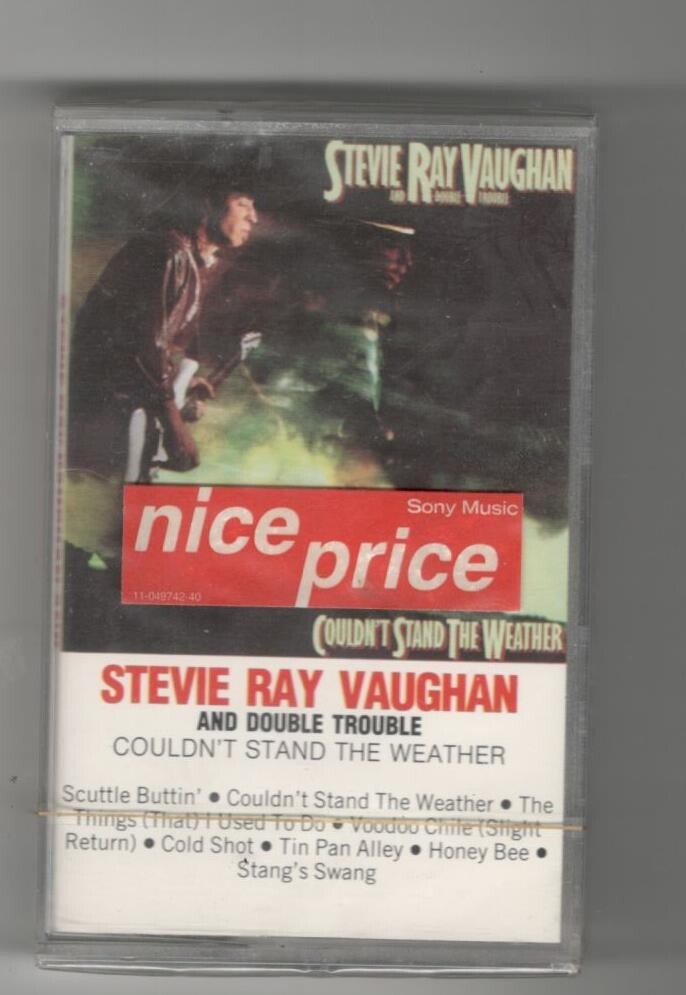 STEVIE RAY VAUGHAN
AND DOUBLE TROUBLE
Sony Music
nice
price
11-049742-40
COULDN'T STAND THE WEATHER
STEVIE RAY VAUGHAN
AND DOUBLE TROUBLE
COULDN'T STAND THE WEATHER
Scuttle Buttin' ● Couldn't Stand The Weather ● The
Things (That) I Used To Do ● Voodoo Chile (Slight
Return) ● Cold Shot ● Tin Pan Alley ● Honey Bee ●
Stang's Swang